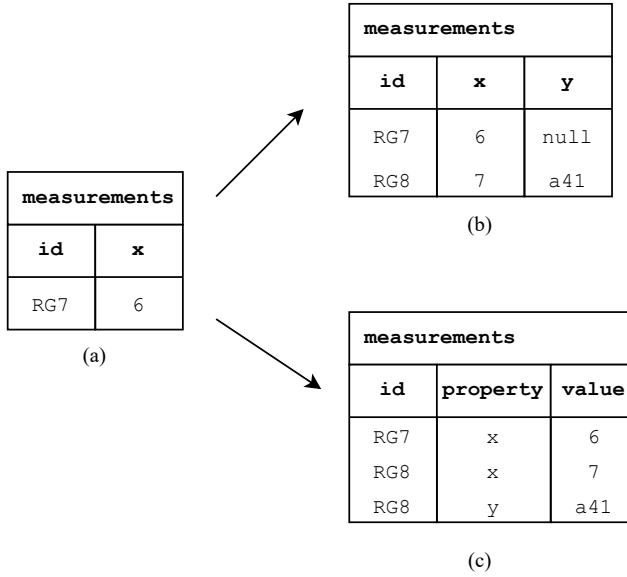 measurements
id x
RG7 6
(a)
measurements
id x y
RG7 6 null
RG8 7 a41
(b)
measurements
id property value
RG7 x 6
RG8 x 7
RG8 y a41
(c)